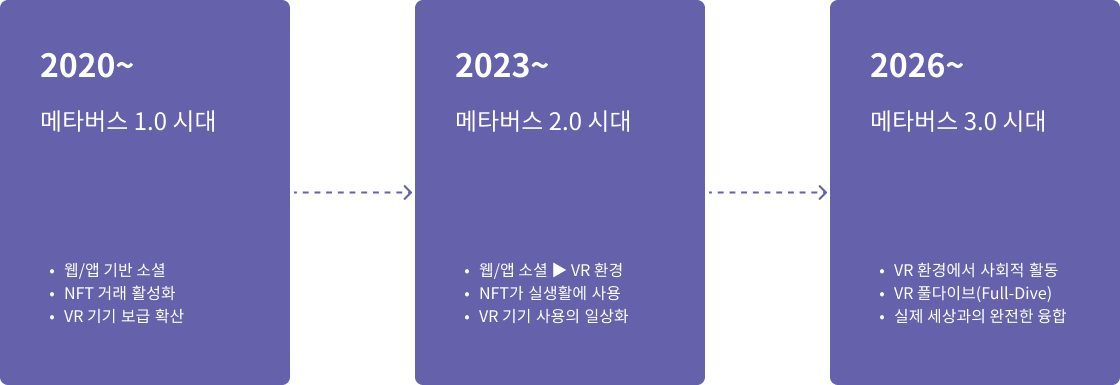 2020~
메타버스 1.0 시대
• 웹/앱 기반 소셜
• NFT 거래 활성화
• VR 기기 보급 확산
2023~
메타버스 2.0 시대
• 웹/앱 소셜 ▶ VR 환경
• NFT가 실생활에 사용
• VR 기기 사용의 일상화
2026~
메타버스 3.0 시대
• VR 환경에서 사회적 활동
• VR 풀다이브(Full-Dive)
• 실제 세상과의 완전한 융합